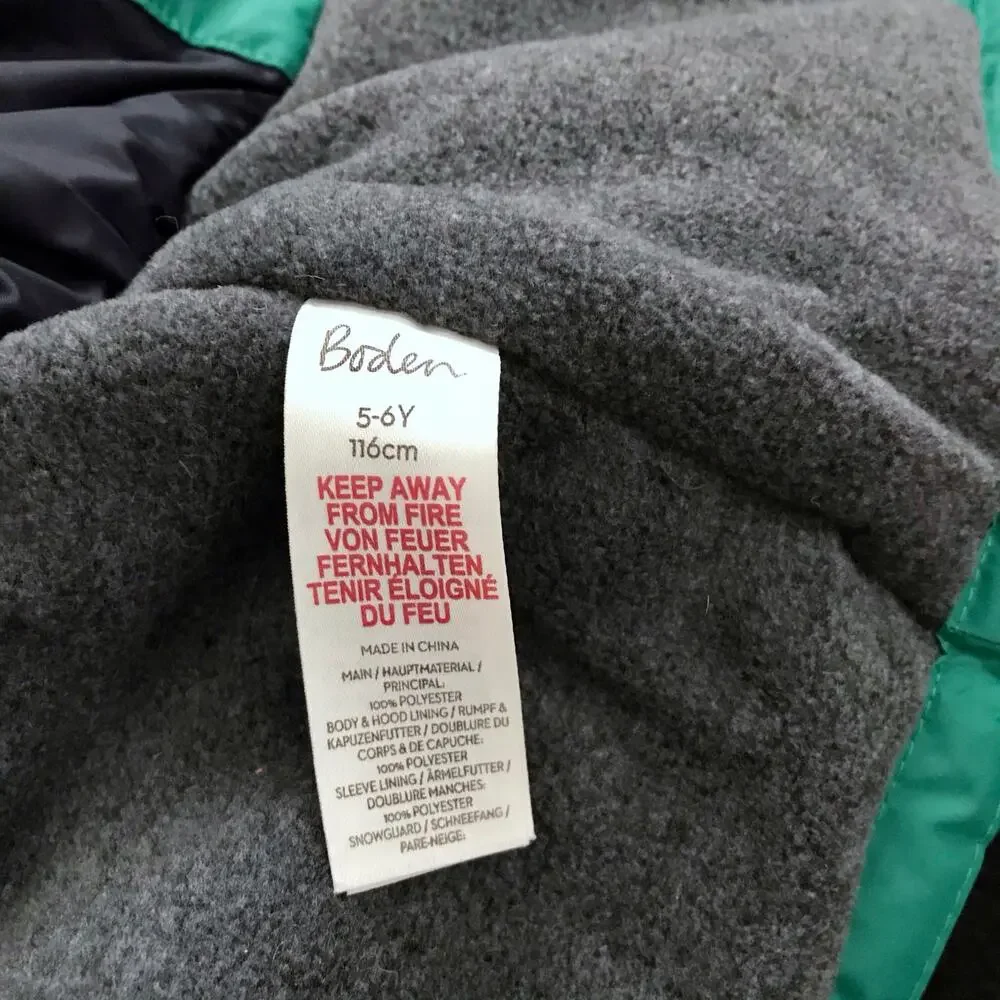 Boden
5-6Y
116cm
KEEP AWAY
FROM FIRE
VON FEUER
FERNHALTEN
TENIR ÉLOIGNÉ
DU FEU
MADE IN CHINA
MAIN / HAUPTMATERIAL /
PRINCIPAL:
100% POLYESTER
BODY & HOOD LINING / RUMPF &
KAPUZENFUTTER / DOUBLURE DU
CORPS & DE CAPUCHE:
100% POLYESTER
SLEEVE LINING / ÄRMELFUTTER /
DOUBLURE MANCHES:
100% POLYESTER
SNOWGUARD / SCHNEEFANG /
PARE-NEIGE: